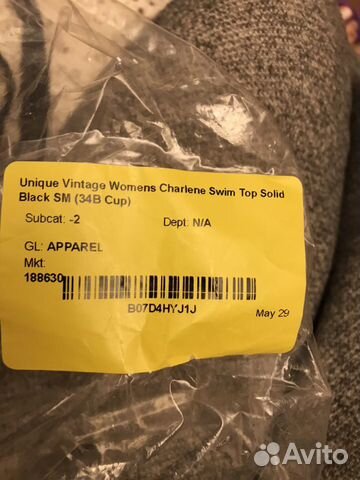 Unique Vintage Womens Charlene Swim Top Solid
Black SM (34B Cup)
Subcat: -2 Dept: N/A
GL: APPAREL
Mkt:
188630
B07D4HYJ1J
May 29
Avito